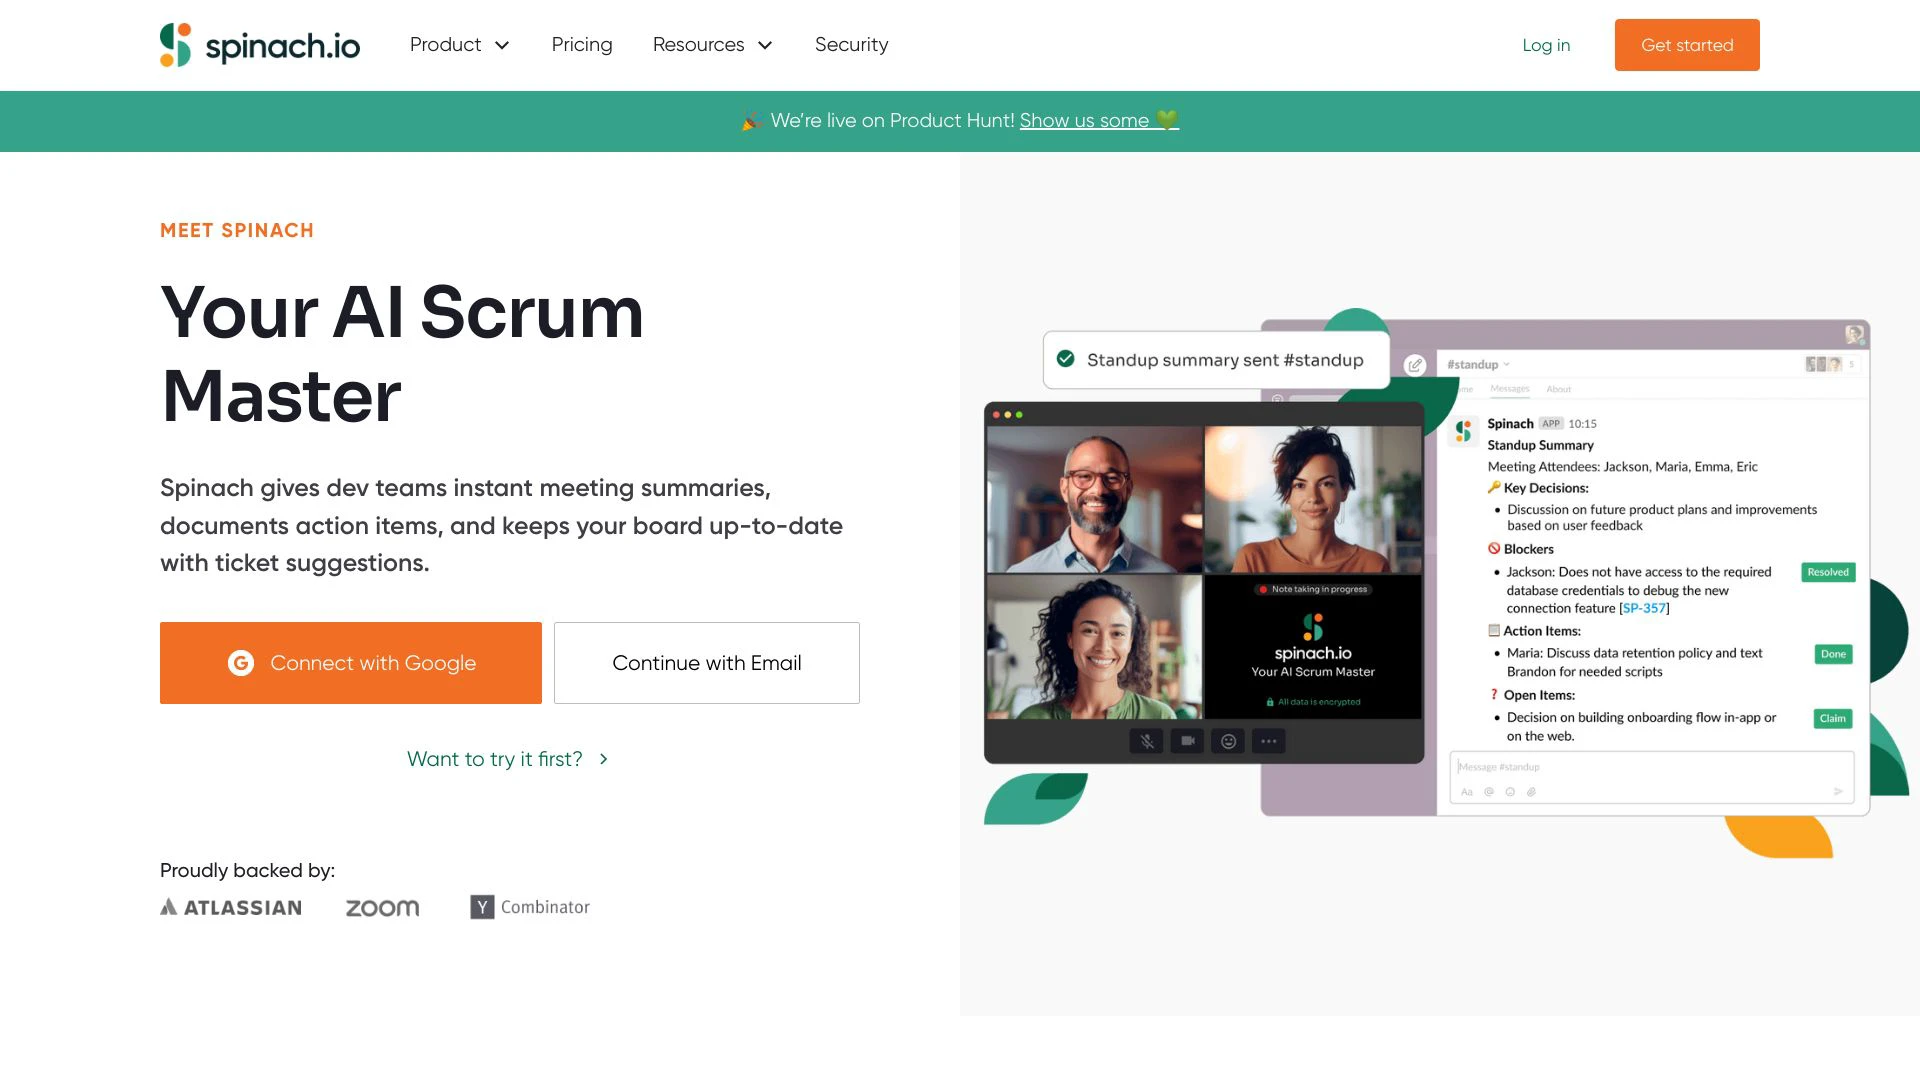 spinach.io
Product
Pricing
Resources
Security
Log in
Get started
🎉 We're live on Product Hunt! Show us some 💚
MEET SPINACH
Your AI Scrum
Master
Spinach gives dev teams instant meeting summaries,
documents action items, and keeps your board up-to-date
with ticket suggestions.
G Connect with Google
Continue with Email
Want to try it first?
Proudly backed by:
ATLASSIAN
zoom
Y Combinator
Standup summary sent #standup
Note taking in progress
spinach.io
Your AI Scrum Master
All data is encrypted
#standup
5
Messages
About
Spinach APP 10:15
Standup Summary
Meeting Attendees: Jackson, Maria, Emma, Eric
🔑 Key Decisions:
• Discussion on future product plans and improvements
based on user feedback
🚫 Blockers
• Jackson: Does not have access to the required
database credentials to debug the new
connection feature [SP-357]
Resolved
Action Items:
• Maria: Discuss data retention policy and text
Brandon for needed scripts
Done
❓ Open Items:
• Decision on building onboarding flow in-app or
on the web.
Claim
Message #standup
Aa